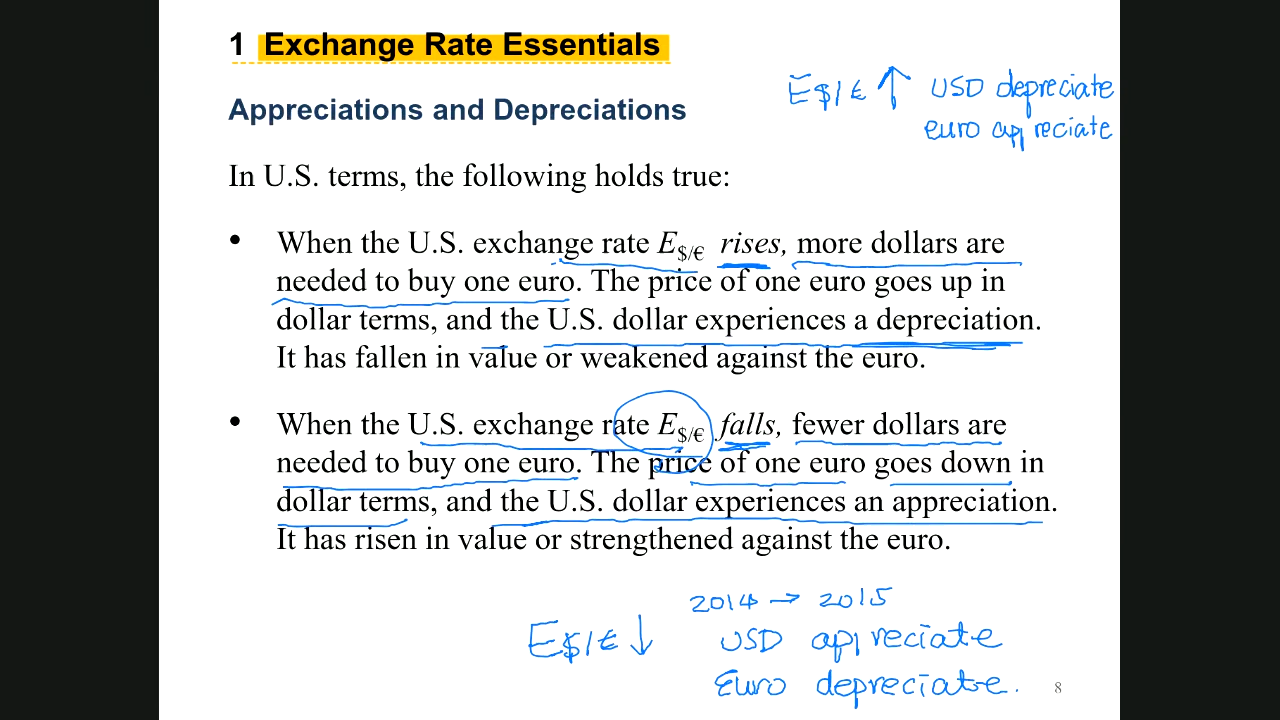 1 Exchange Rate Essentials
E$/€ ↑ USD depreciate
euro appreciate
Appreciations and Depreciations
In U.S. terms, the following holds true:
• When the U.S. exchange rate E$/€ rises, more dollars are
needed to buy one euro. The price of one euro goes up in
dollar terms, and the U.S. dollar experiences a depreciation.
It has fallen in value or weakened against the euro.
• When the U.S. exchange rate E$/€ falls, fewer dollars are
needed to buy one euro. The price of one euro goes down in
dollar terms, and the U.S. dollar experiences an appreciation.
It has risen in value or strengthened against the euro.
2014 → 2015
E$/€ ↓ USD appreciate
Euro depreciate.
8